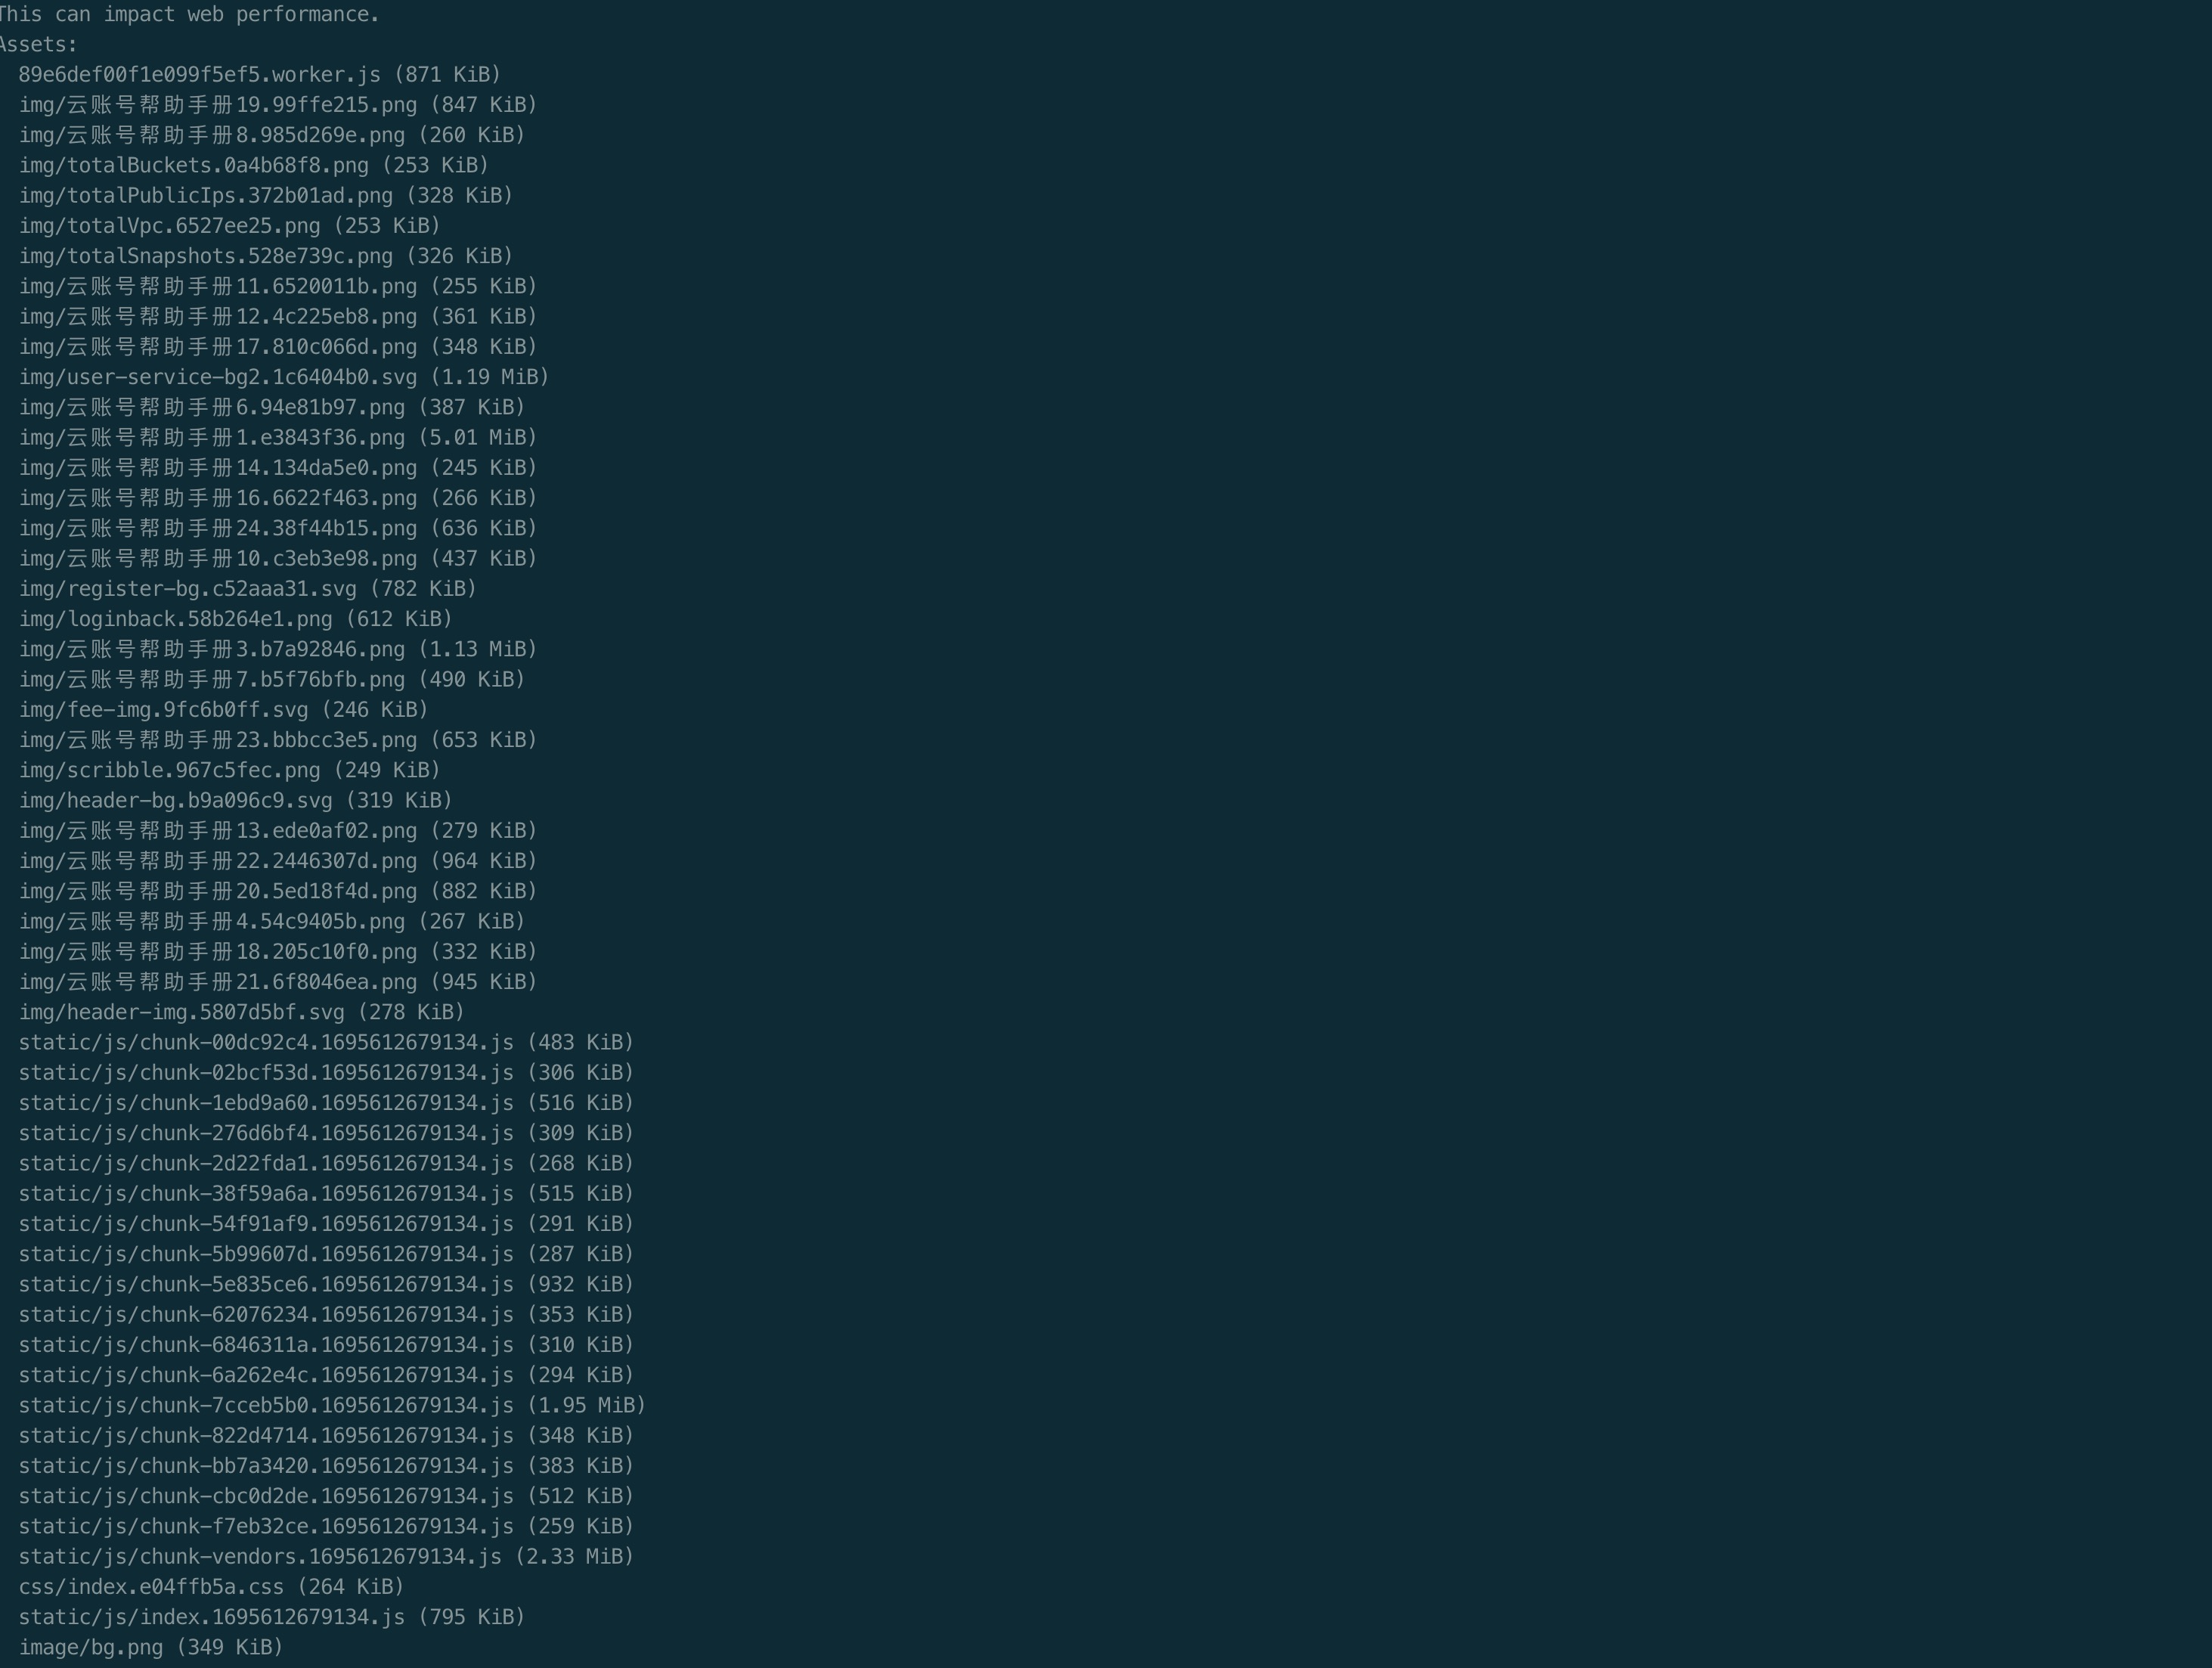 This can impact web performance.
Assets:
89e6def00f1e099f5ef5.worker.js (871 KiB)
img/云账号帮助手册19.99ffe215.png (847 KiB)
img/云账号帮助手册8.985d269e.png (260 KiB)
img/totalBuckets.0a4b68f8.png (253 KiB)
img/totalPublicIps.372b01ad.png (328 KiB)
img/totalVpc.6527ee25.png (253 KiB)
img/totalSnapshots.528e739c.png (326 KiB)
img/云账号帮助手册11.6520011b.png (255 KiB)
img/云账号帮助手册12.4c225eb8.png (361 KiB)
img/云账号帮助手册17.810c066d.png (348 KiB)
img/user-service-bg2.1c6404b0.svg (1.19 MiB)
img/云账号帮助手册6.94e81b97.png (387 KiB)
img/云账号帮助手册1.e3843f36.png (5.01 MiB)
img/云账号帮助手册14.134da5e0.png (245 KiB)
img/云账号帮助手册16.6622f463.png (266 KiB)
img/云账号帮助手册24.38f44b15.png (636 KiB)
img/云账号帮助手册10.c3eb3e98.png (437 KiB)
img/register-bg.c52aaa31.svg (782 KiB)
img/loginback.58b264e1.png (612 KiB)
img/云账号帮助手册3.b7a92846.png (1.13 MiB)
img/云账号帮助手册7.b5f76bfb.png (490 KiB)
img/fee-img.9fc6b0ff.svg (246 KiB)
img/云账号帮助手册23.bbbcc3e5.png (653 KiB)
img/scribble.967c5fec.png (249 KiB)
img/header-bg.b9a096c9.svg (319 KiB)
img/云账号帮助手册13.ede0af02.png (279 KiB)
img/云账号帮助手册22.2446307d.png (964 KiB)
img/云账号帮助手册20.5ed18f4d.png (882 KiB)
img/云账号帮助手册4.54c9405b.png (267 KiB)
img/云账号帮助手册18.205c10f0.png (332 KiB)
img/云账号帮助手册21.6f8046ea.png (945 KiB)
img/header-img.5807d5bf.svg (278 KiB)
static/js/chunk-00dc92c4.1695612679134.js (483 KiB)
static/js/chunk-02bcf53d.1695612679134.js (306 KiB)
static/js/chunk-1ebd9a60.1695612679134.js (516 KiB)
static/js/chunk-276d6bf4.1695612679134.js (309 KiB)
static/js/chunk-2d22fda1.1695612679134.js (268 KiB)
static/js/chunk-38f59a6a.1695612679134.js (515 KiB)
static/js/chunk-54f91af9.1695612679134.js (291 KiB)
static/js/chunk-5b99607d.1695612679134.js (287 KiB)
static/js/chunk-5e835ce6.1695612679134.js (932 KiB)
static/js/chunk-62076234.1695612679134.js (353 KiB)
static/js/chunk-6846311a.1695612679134.js (310 KiB)
static/js/chunk-6a262e4c.1695612679134.js (294 KiB)
static/js/chunk-7cceb5b0.1695612679134.js (1.95 MiB)
static/js/chunk-822d4714.1695612679134.js (348 KiB)
static/js/chunk-bb7a3420.1695612679134.js (383 KiB)
static/js/chunk-cbc0d2de.1695612679134.js (512 KiB)
static/js/chunk-f7eb32ce.1695612679134.js (259 KiB)
static/js/chunk-vendors.1695612679134.js (2.33 MiB)
css/index.e04ffb5a.css (264 KiB)
static/js/index.1695612679134.js (795 KiB)
image/bg.png (349 KiB)